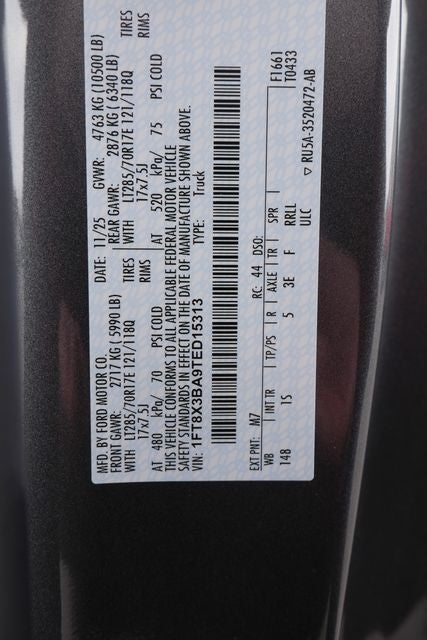 MFD. BY FORD MOTOR CO.
DATE: 11/25 GVWR: 4763 KG (10500 LB)
FRONT GAWR: 2717 KG (5990 LB) REAR GAWR: 2876 KG (6340 LB)
WITH LT285/70R17E 121/118Q TIRES WITH LT285/70R17E 121/118Q TIRES
17x7.5J RIMS 17x7.5J RIMS
AT 480 kPa/ 70 PSI COLD AT 520 kPa/ 75 PSI COLD
THIS VEHICLE CONFORMS TO ALL APPLICABLE FEDERAL MOTOR VEHICLE
SAFETY STANDARDS IN EFFECT ON THE DATE OF MANUFACTURE SHOWN ABOVE.
VIN: 1FT8X3BA9TED15313 TYPE: Truck
EXT PNT: M7 RC: 44 DSO: F1661
T0433
WB INT TR TP/PS R AXLE TR SPR
148 1S 5 3E F RRLL
ULC ▽ RU5A-3520472-AB